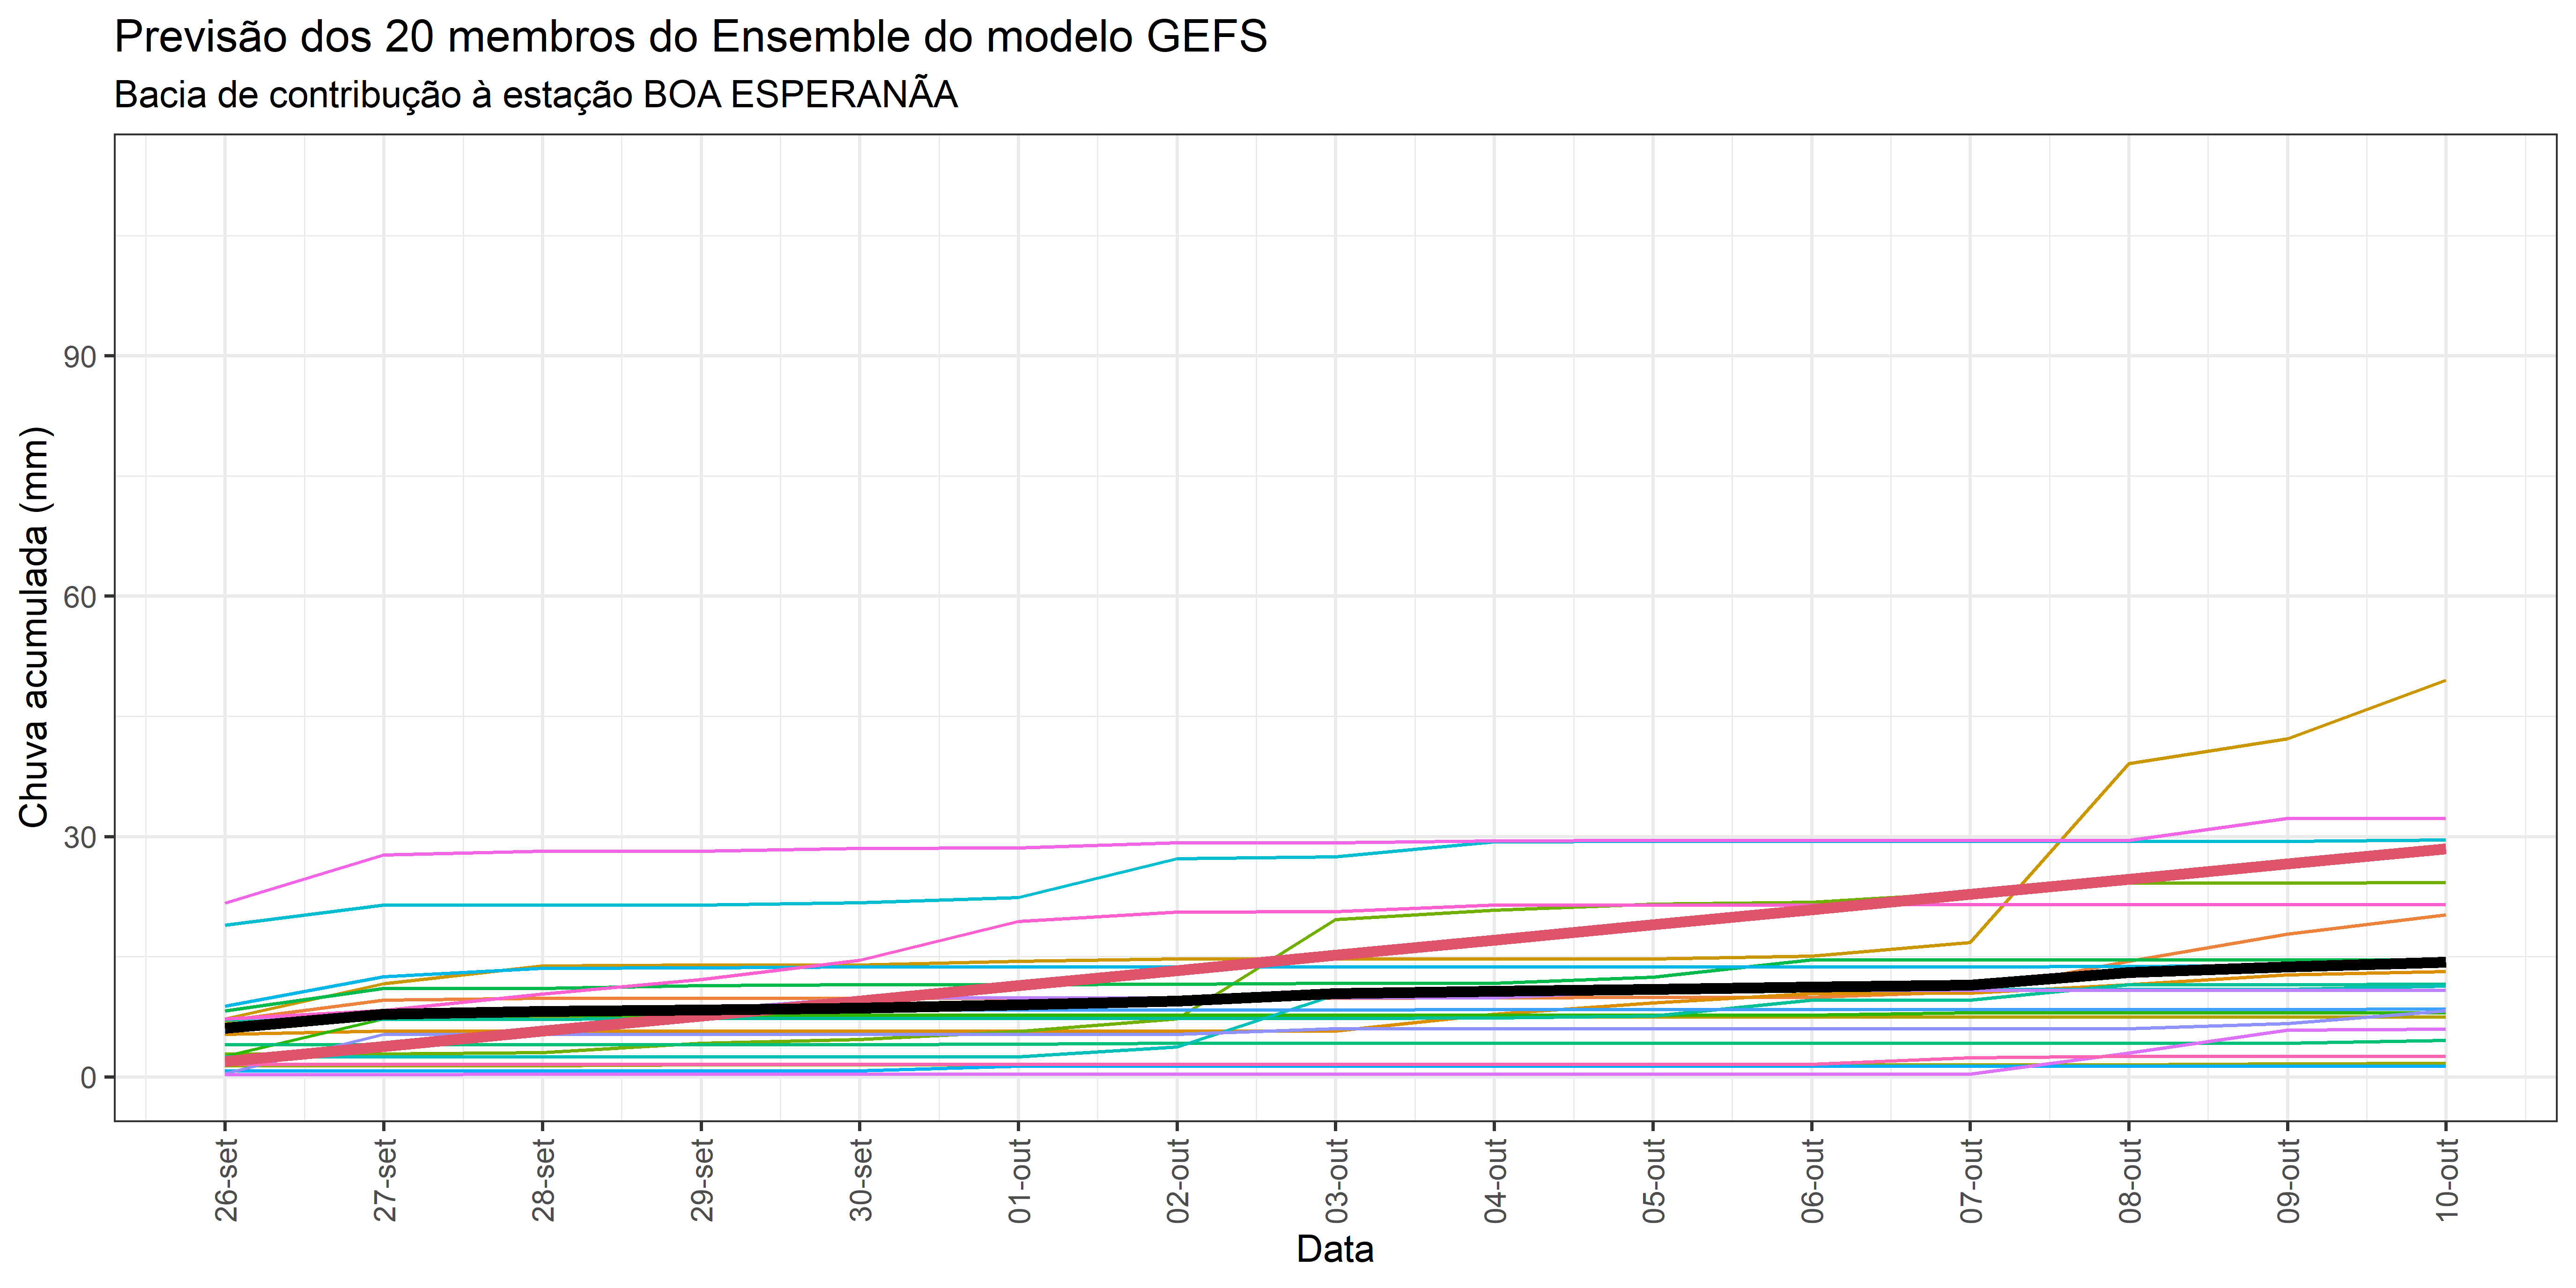 Previsão dos 20 membros do Ensemble do modelo GEFS
Bacia de contribução à estação BOA ESPERANÃA
Chuva acumulada (mm)
90
60
30
0
26-set
27-set
28-set
29-set
30-set
01-out
02-out
03-out
04-out
05-out
06-out
07-out
08-out
09-out
10-out
Data